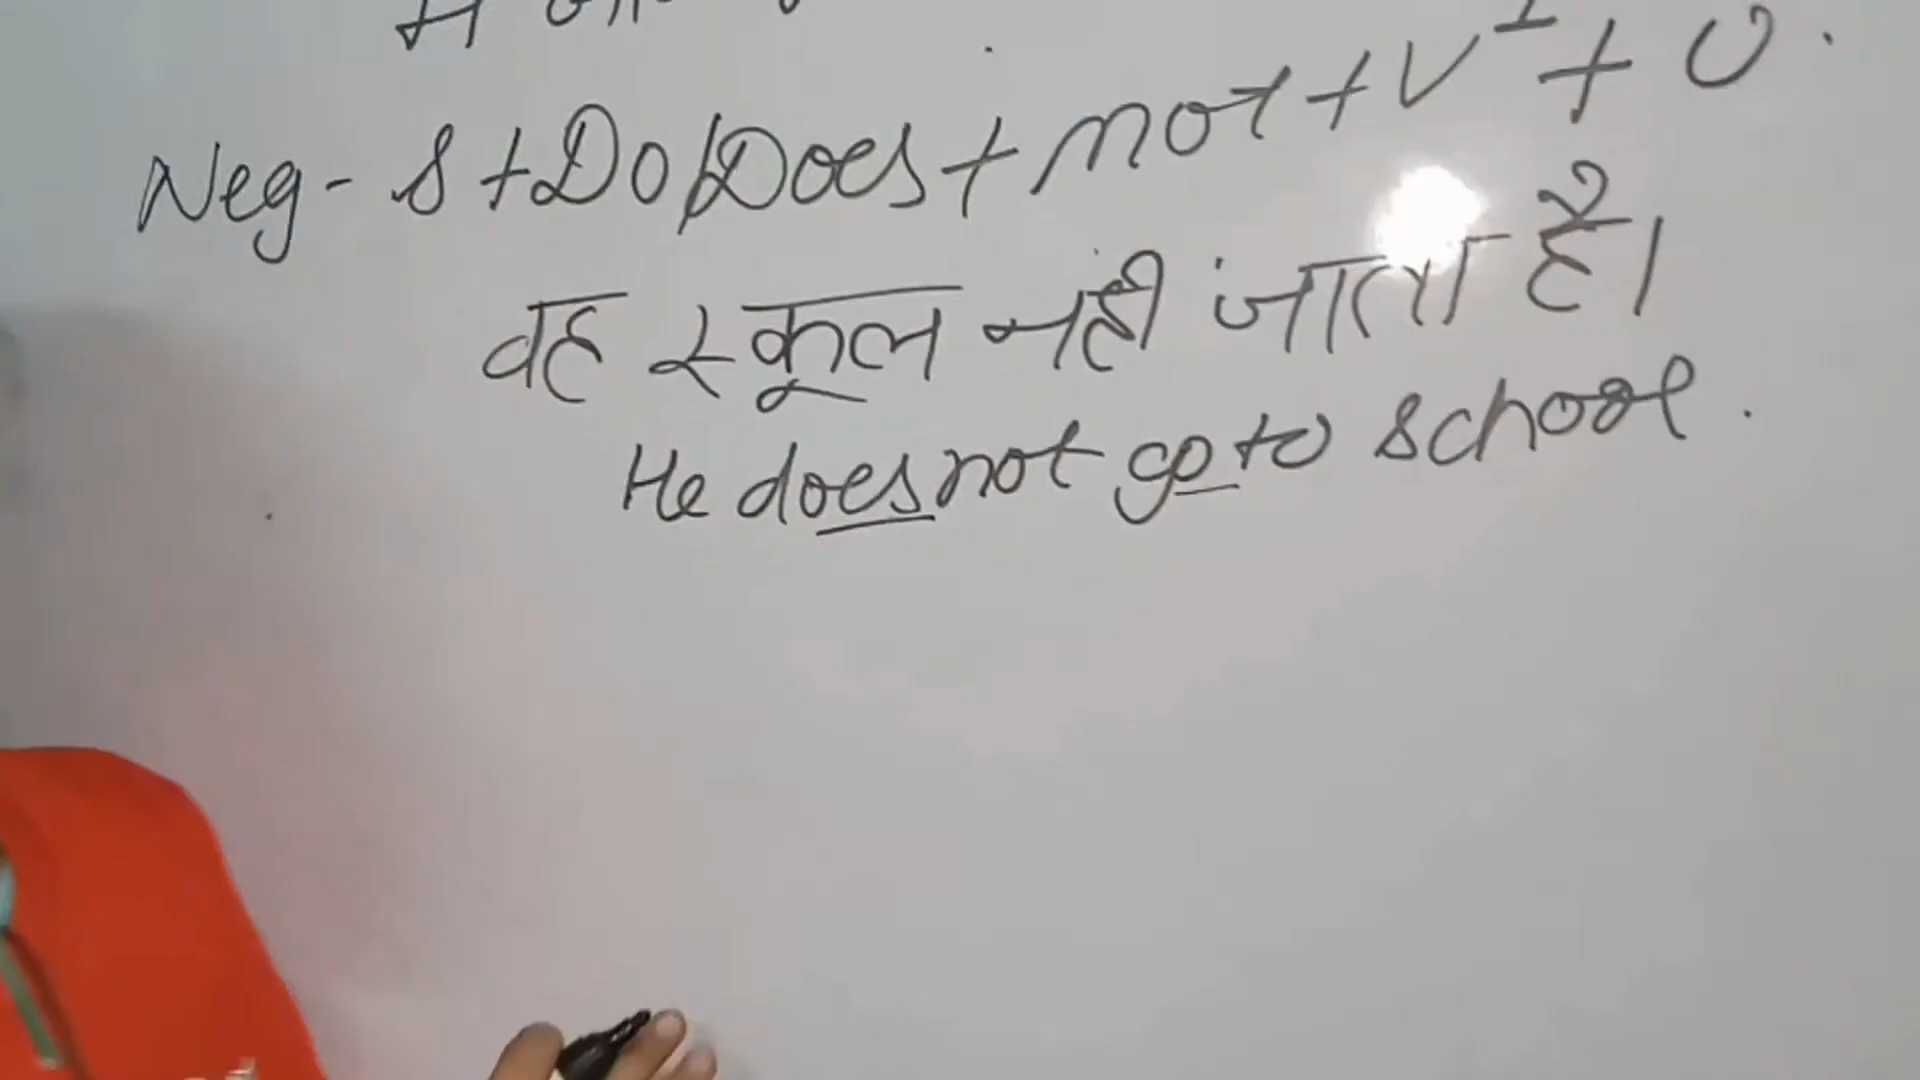 Neg - S + Do/Does + not + V¹ + O.
वह स्कूल नही जाता है।
He does not go to school.